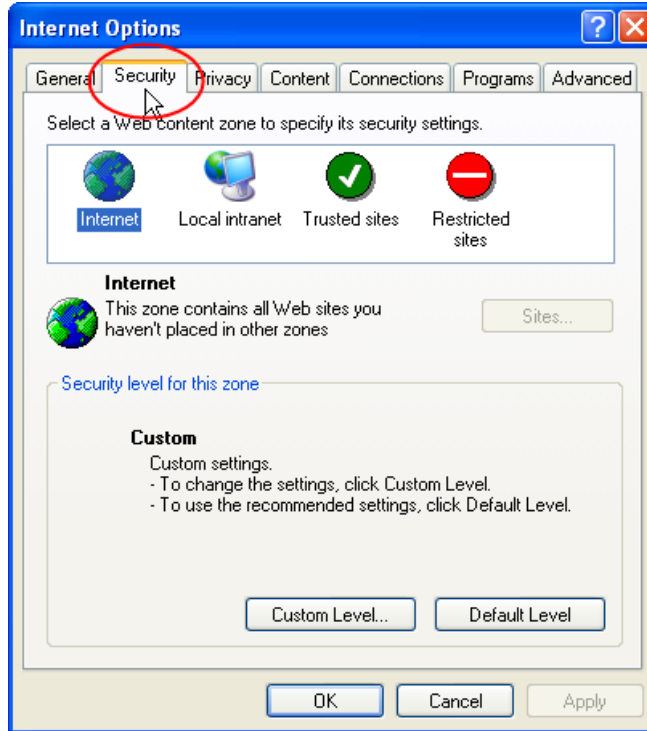 Internet Options
General Security Privacy Content Connections Programs Advanced
Select a Web content zone to specify its security settings.
Internet Local intranet Trusted sites Restricted sites
Internet
This zone contains all Web sites you
haven't placed in other zones
Sites...
Security level for this zone
Custom
Custom settings.
- To change the settings, click Custom Level.
- To use the recommended settings, click Default Level.
Custom Level... Default Level
OK Cancel Apply